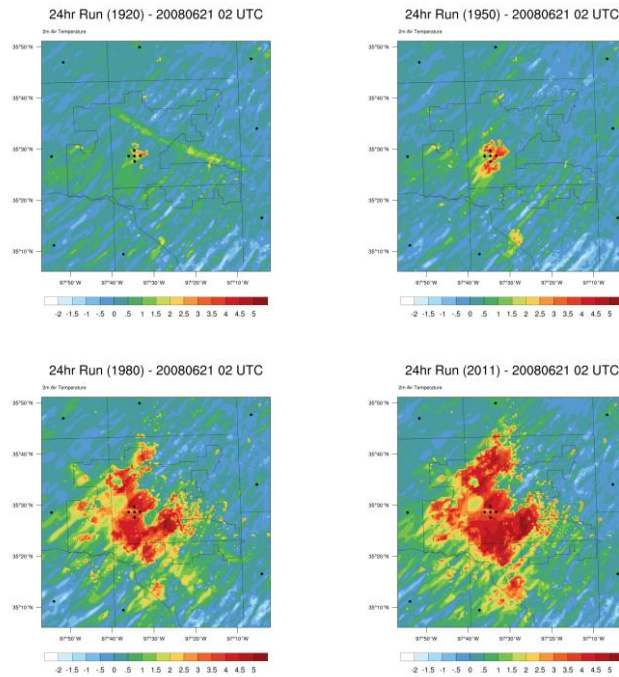 24hr Run (1920) - 20080621 02 UTC
24hr Run (1950) - 20080621 02 UTC
2m Air Temperature
2m Air Temperature
35°50 'N
35°40 'N
35°30 'N
35°20 'N
35°10 'N
35°50 'N
35°40 'N
35°30 'N
35°20 'N
35°10 'N
97°50'W 97°40'W 97°30'W 97°20'W 97°10'W
97°50'W 97°40'W 97°30'W 97°20'W 97°10'W
-2 -1.5 -1 -.5 0 .5 1 1.5 2 2.5 3 3.5 4 4.5 5
-2 -1.5 -1 -.5 0 .5 1 1.5 2 2.5 3 3.5 4 4.5 5
24hr Run (1980) - 20080621 02 UTC
24hr Run (2011) - 20080621 02 UTC
2m Air Temperature
2m Air Temperature
35°50 'N
35°40 'N
35°30 'N
35°20 'N
35°10 'N
35°50 'N
35°40 'N
35°30 'N
35°20 'N
35°10 'N
97°50'W 97°40'W 97°30'W 97°20'W 97°10'W
97°50'W 97°40'W 97°30'W 97°20'W 97°10'W
-2 -1.5 -1 -.5 0 .5 1 1.5 2 2.5 3 3.5 4 4.5 5
-2 -1.5 -1 -.5 0 .5 1 1.5 2 2.5 3 3.5 4 4.5 5